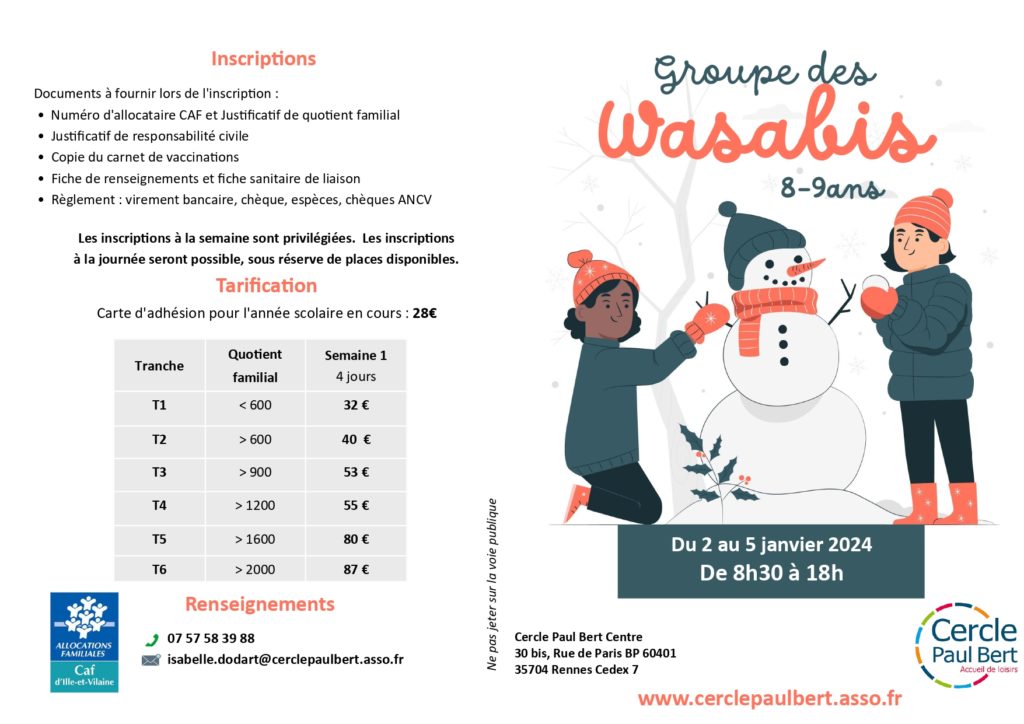 Inscriptions
Documents à fournir lors de l'inscription :
• Numéro d'allocataire CAF et Justificatif de quotient familial
• Justificatif de responsabilité civile
• Copie du carnet de vaccinations
• Fiche de renseignements et fiche sanitaire de liaison
• Règlement : virement bancaire, chèque, espèces, chèques ANCV
Les inscriptions à la semaine sont privilégiées. Les inscriptions
à la journée seront possible, sous réserve de places disponibles.
Tarification
Carte d'adhésion pour l'année scolaire en cours : 28€
Tranche Quotient familial Semaine 1 4 jours
T1 < 600 32 €
T2 > 600 40 €
T3 > 900 53 €
T4 > 1200 55 €
T5 > 1600 80 €
T6 > 2000 87 €
Renseignements
07 57 58 39 88
isabelle.dodart@cerclepaulbert.asso.fr
ALLOCATIONS
FAMILIALES
Caf
d'Ille-et-Vilaine
Ne pas jeter sur la voie publique
Groupe des
Wasabis
8-9ans
Du 2 au 5 janvier 2024
De 8h30 à 18h
Cercle Paul Bert Centre
30 bis, Rue de Paris BP 60401
35704 Rennes Cedex 7
Cercle
Paul Bert
Accueil de loisirs
www.cerclepaulbert.asso.fr